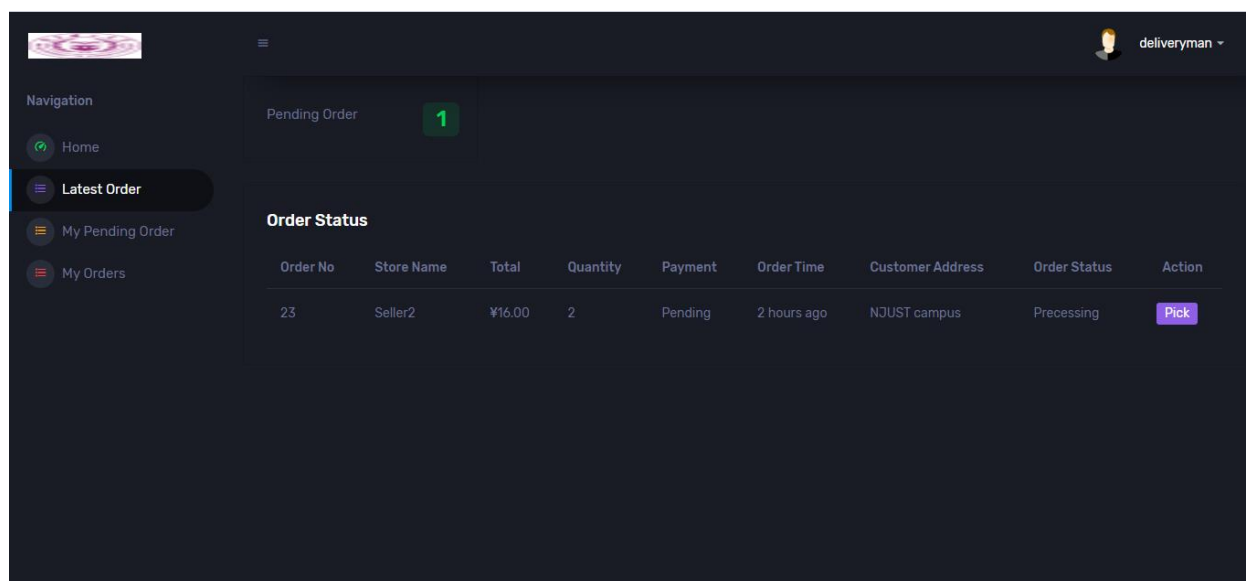 deliveryman
Navigation
Home
Latest Order
My Pending Order
My Orders
Pending Order 1
Order Status
Order No Store Name Total Quantity Payment Order Time Customer Address Order Status Action
23 Seller2 ¥16.00 2 Pending 2 hours ago NJUST campus Precessing Pick